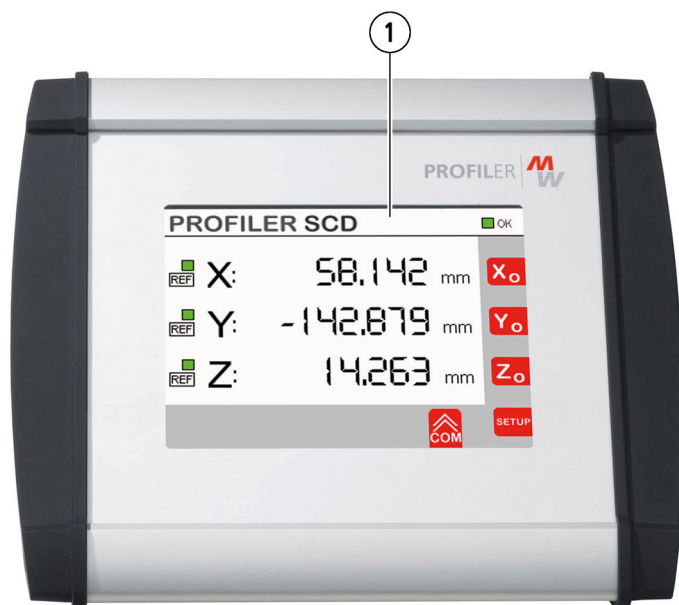 1
PROFILER MW
PROFILER SCD OK
REF X: 58.142 mm X0
REF Y: -142.879 mm Y0
REF Z: 14.263 mm Z0
COM SETUP